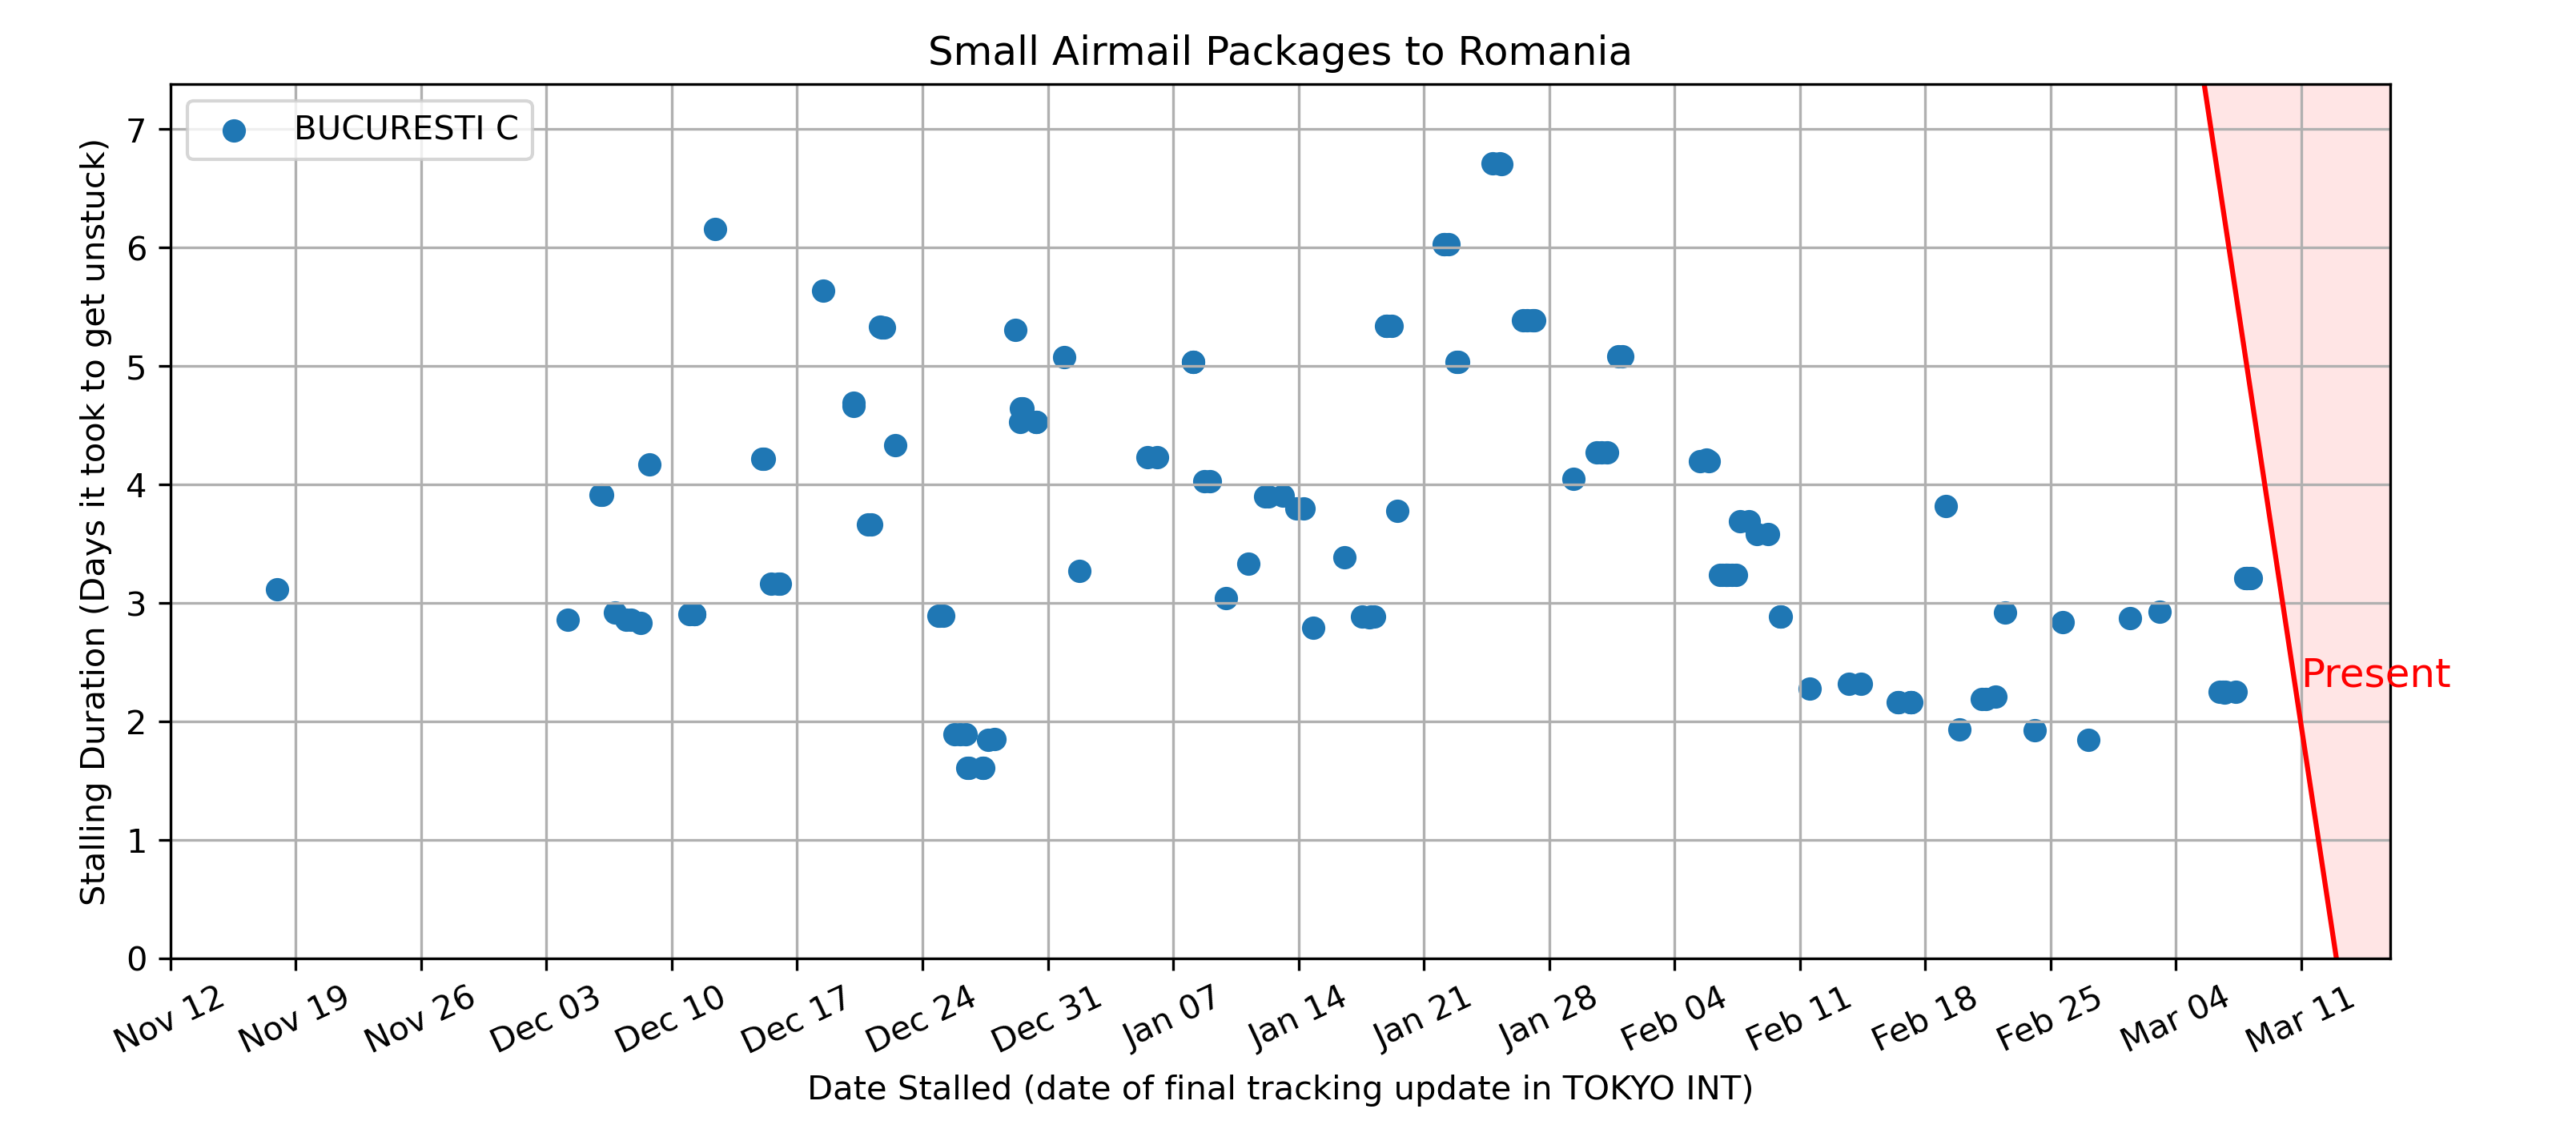 Small Airmail Packages to Romania
BUCURESTI C
Stalling Duration (Days it took to get unstuck)
7
6
5
4
3
2
1
0
Present
Nov 12
Nov 19
Nov 26
Dec 03
Dec 10
Dec 17
Dec 24
Dec 31
Jan 07
Jan 14
Jan 21
Jan 28
Feb 04
Feb 11
Feb 18
Feb 25
Mar 04
Mar 11
Date Stalled (date of final tracking update in TOKYO INT)